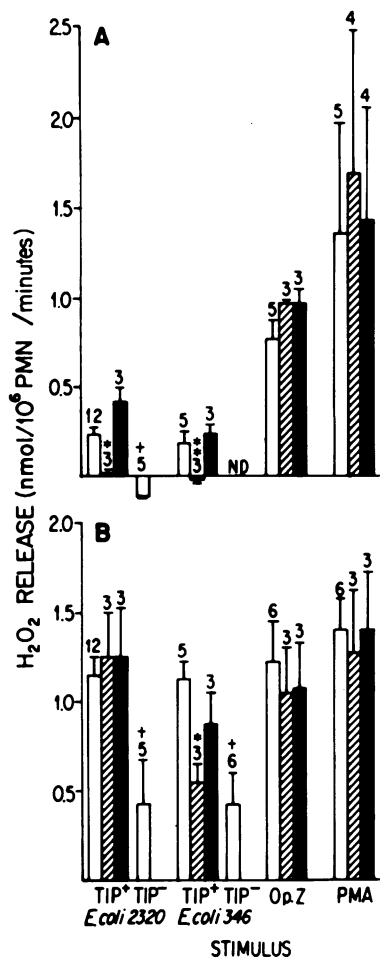 A
2.5
2.0
1.5
1.0
0.5
12 * 3 3 + 5
5 * * 3 3 ND
5 3 3
5 4 4
H₂O₂ RELEASE (nmol/10⁶ PMN /minutes)
B
2.0
1.5
1.0
0.5
12 3 3 + 5
5 * 3 3 + 6
6 3 3
6 3 3
TIP⁺ TIP⁻ TIP⁺ TIP⁻ Op.Z PMA
E.coli 2320 E.coli 346
STIMULUS